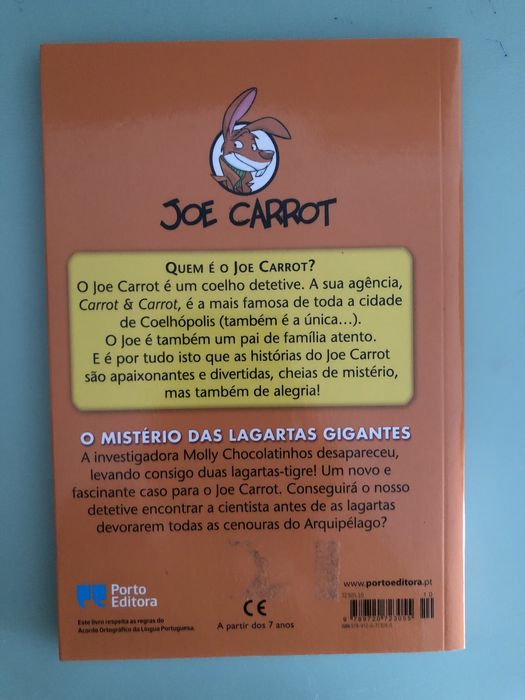 JOE CARROT
QUEM É O JOE CARROT?
O Joe Carrot é um coelho detetive. A sua agência,
Carrot & Carrot, é a mais famosa de toda a cidade
de Coelhópolis (também é a única...).
O Joe é também um pai de família atento.
E é por tudo isto que as histórias do Joe Carrot
são apaixonantes e divertidas, cheias de mistério,
mas também de alegria!
O MISTÉRIO DAS LAGARTAS GIGANTES
A investigadora Molly Chocolatinhos desapareceu,
levando consigo duas lagartas-tigre! Um novo e
fascinante caso para o Joe Carrot. Conseguirá o nosso
detetive encontrar a cientista antes de as lagartas
devorarem todas as cenouras do Arquipélago?
Porto
Editora
Este livro respeita as regras do
Acordo Ortográfico da Língua Portuguesa.
CE
A partir dos 7 anos
www.portoeditora.pt
10